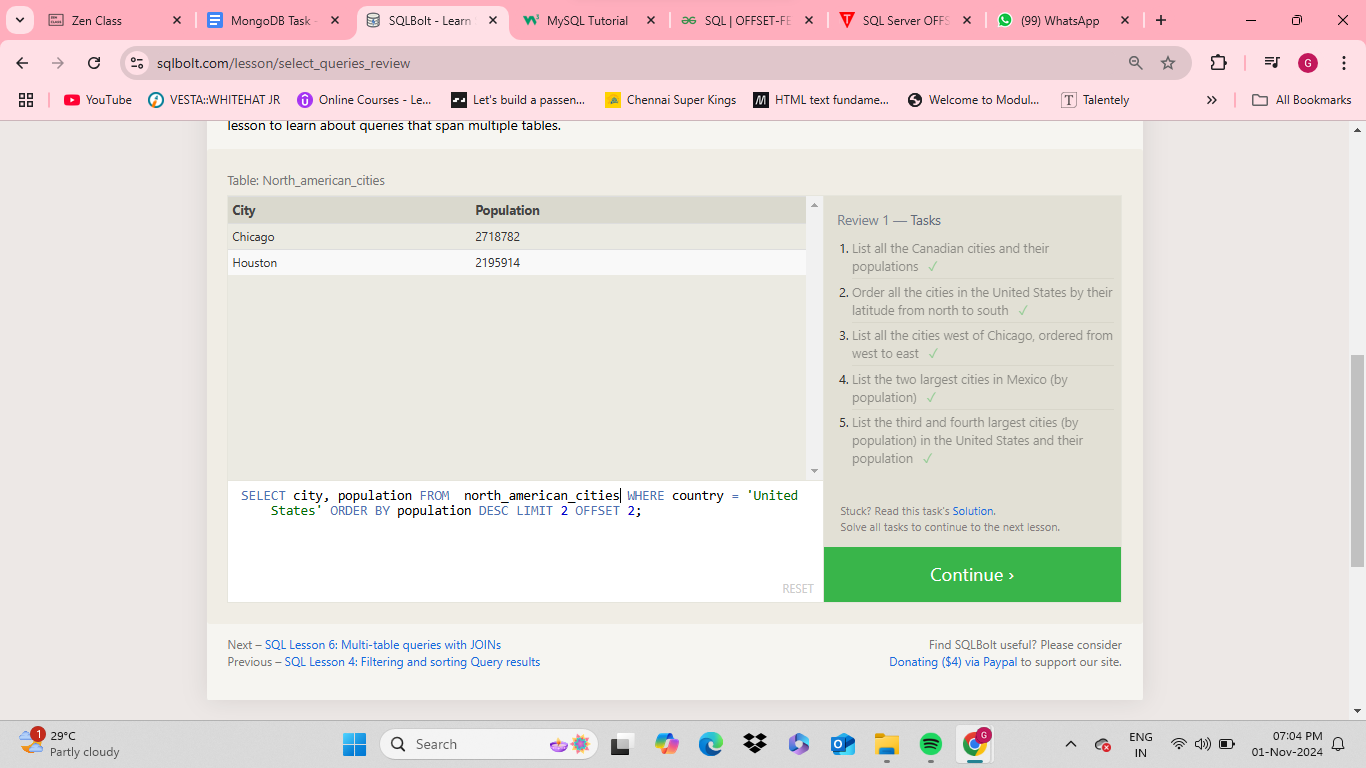 Zen Class
MongoDB Task -
SQLBolt - Learn
MySQL Tutorial
SQL | OFFSET-FE
SQL Server OFFS
(99) WhatsApp
sqlbolt.com/lesson/select_queries_review
G
YouTube
VESTA::WHITEHAT JR
Online Courses - Le...
Let's build a passen...
Chennai Super Kings
HTML text fundame...
Welcome to Modul...
Talentely
All Bookmarks
lesson to learn about queries that span multiple tables.
Table: North_american_cities
City Population
Chicago 2718782
Houston 2195914
Review 1 — Tasks
1. List all the Canadian cities and their
populations ✓
2. Order all the cities in the United States by their
latitude from north to south ✓
3. List all the cities west of Chicago, ordered from
west to east ✓
4. List the two largest cities in Mexico (by
population) ✓
5. List the third and fourth largest cities (by
population) in the United States and their
population ✓
SELECT city, population FROM  north_american_cities WHERE country = 'United
States' ORDER BY population DESC LIMIT 2 OFFSET 2;
RESET
Stuck? Read this task's Solution.
Solve all tasks to continue to the next lesson.
Continue ›
Next – SQL Lesson 6: Multi-table queries with JOINs
Previous – SQL Lesson 4: Filtering and sorting Query results
Find SQLBolt useful? Please consider
Donating ($4) via Paypal to support our site.
1
29°C
Partly cloudy
Search
G
ENG
IN
07:04 PM
01-Nov-2024